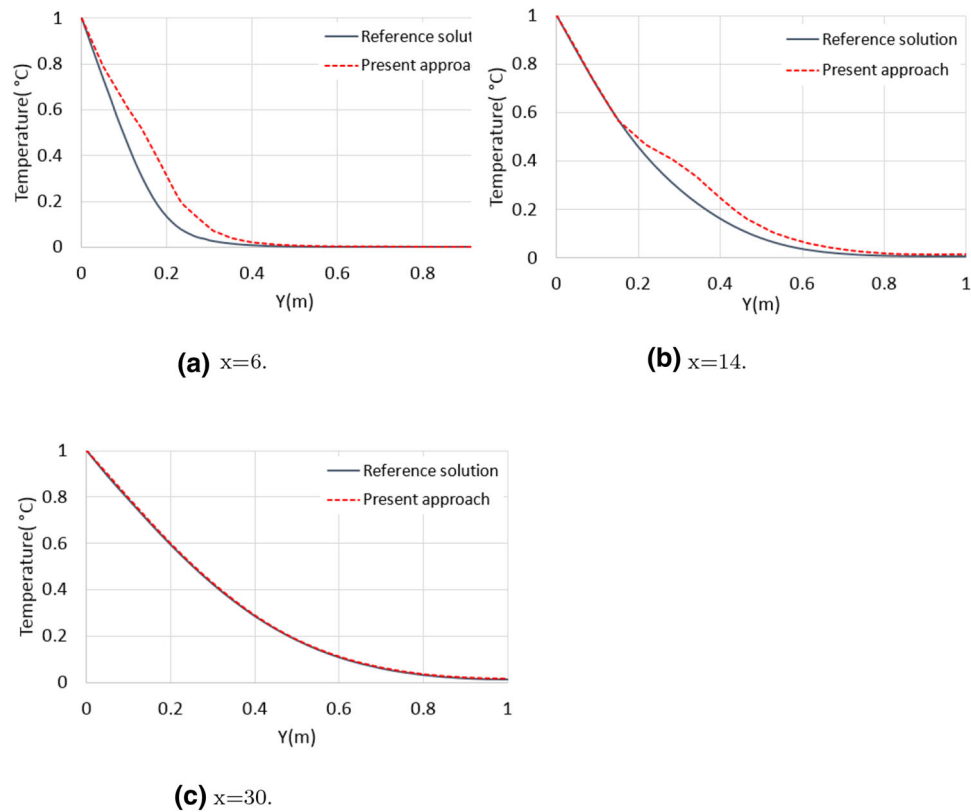 1
0.8
0.6
0.4
0.2
0
Temperature( °C)
0 0.2 0.4 0.6 0.8
Y(m)
Reference solut
Present approa
(a) x=6.
1
0.8
0.6
0.4
0.2
0
Temperature( °C)
0 0.2 0.4 0.6 0.8 1
Y(m)
Reference solution
Present approach
(b) x=14.
1
0.8
0.6
0.4
0.2
0
Temperature( °C)
0 0.2 0.4 0.6 0.8 1
Y(m)
Reference solution
Present approach
(c) x=30.